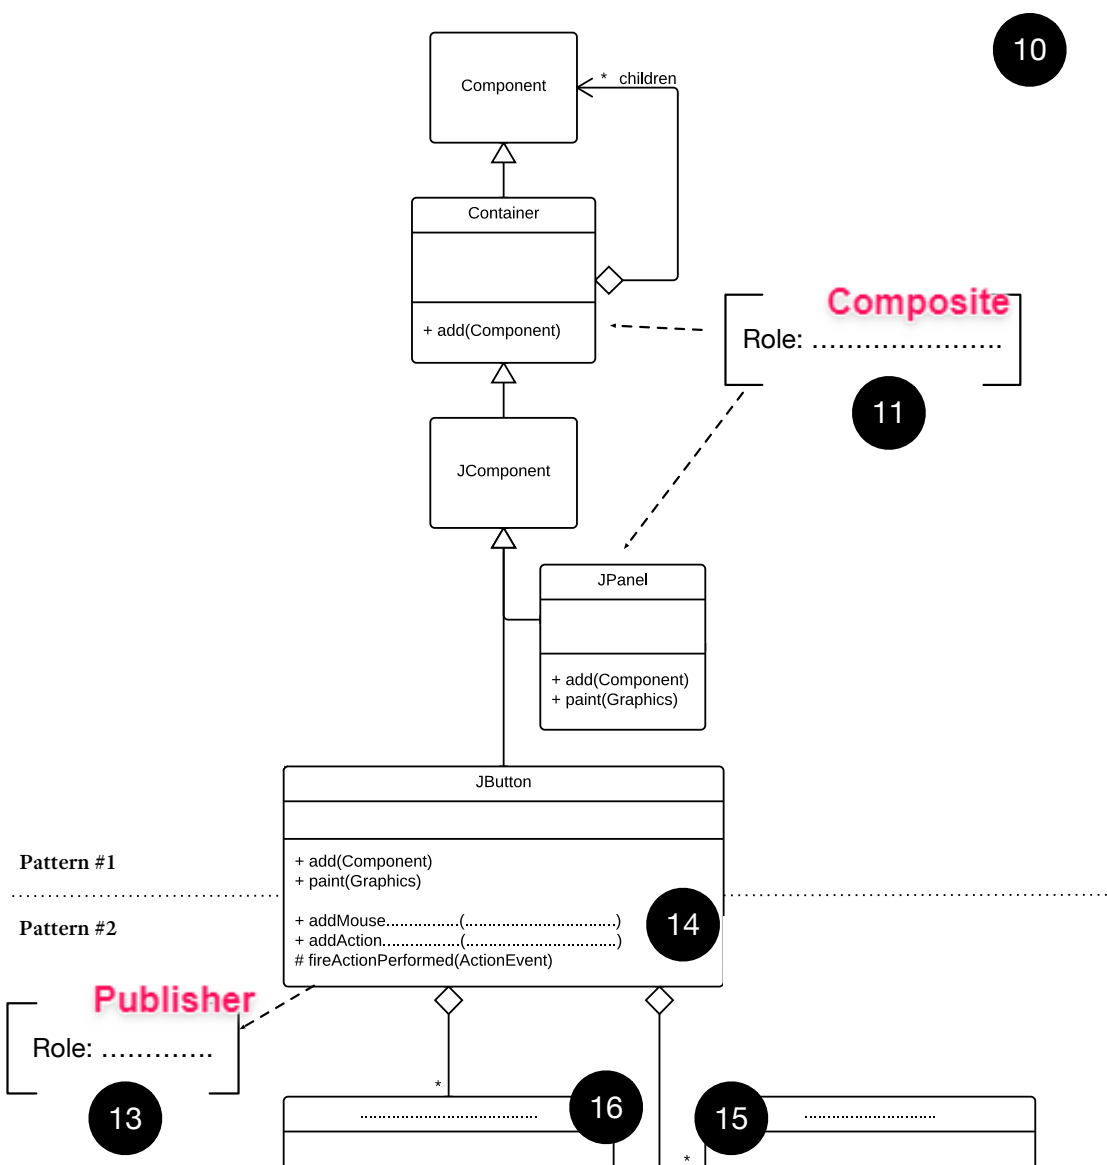 10
Component
* children
Container
+ add(Component)
Composite
Role: ......................
11
JComponent
JPanel
+ add(Component)
+ paint(Graphics)
JButton
Pattern #1
+ add(Component)
+ paint(Graphics)
Pattern #2
+ addMouse................(.................................)
+ addAction.................(.................................)
# fireActionPerformed(ActionEvent)
14
Publisher
Role: .............
13
*
.......................................
16
15
.............................
*